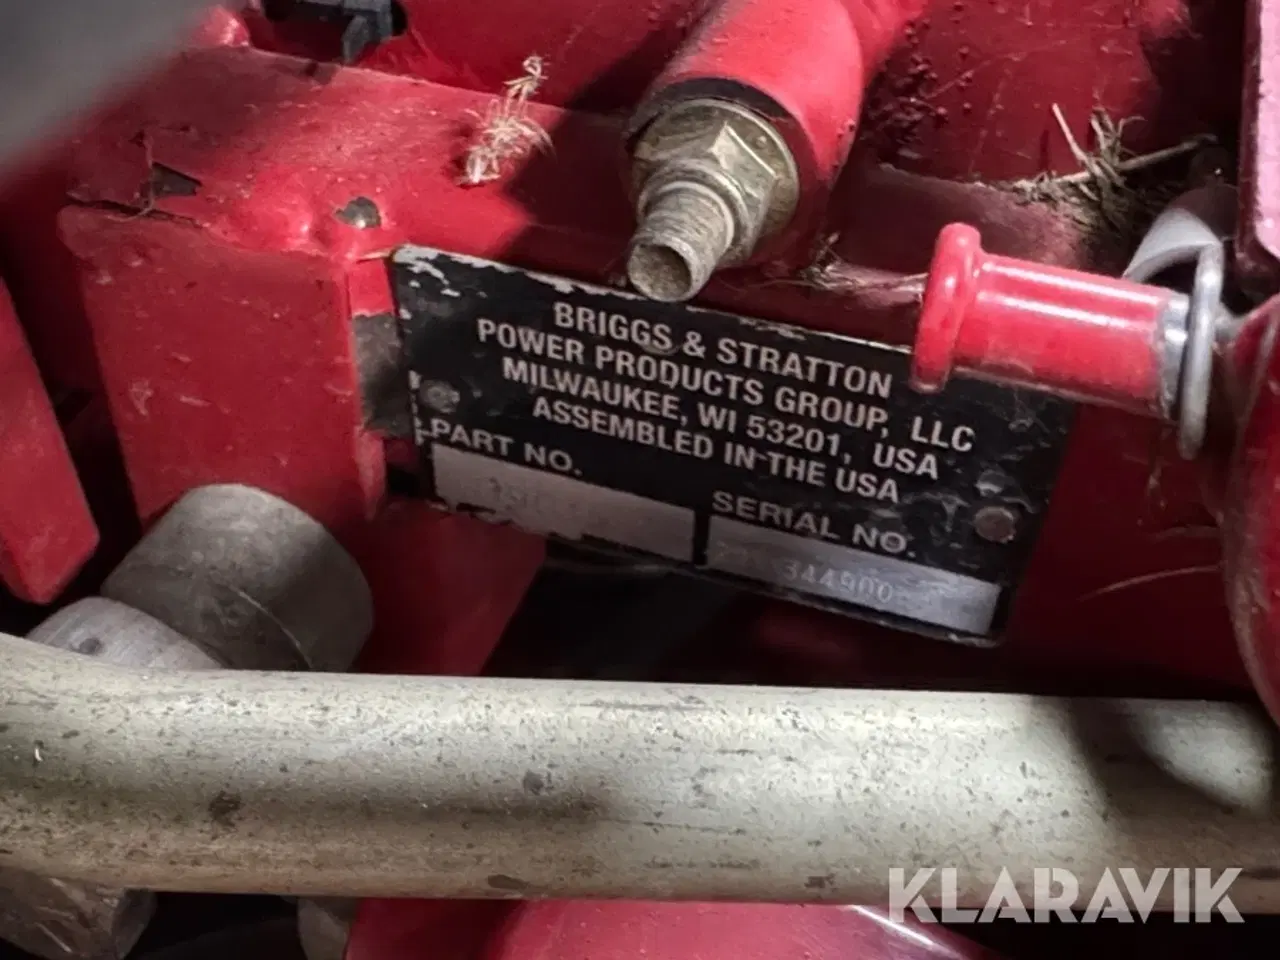 BRIGGS & STRATTON
POWER PRODUCTS GROUP, LLC
MILWAUKEE, WI 53201, USA
ASSEMBLED IN THE USA
PART NO.
SERIAL NO.
344900
KLARAVIK